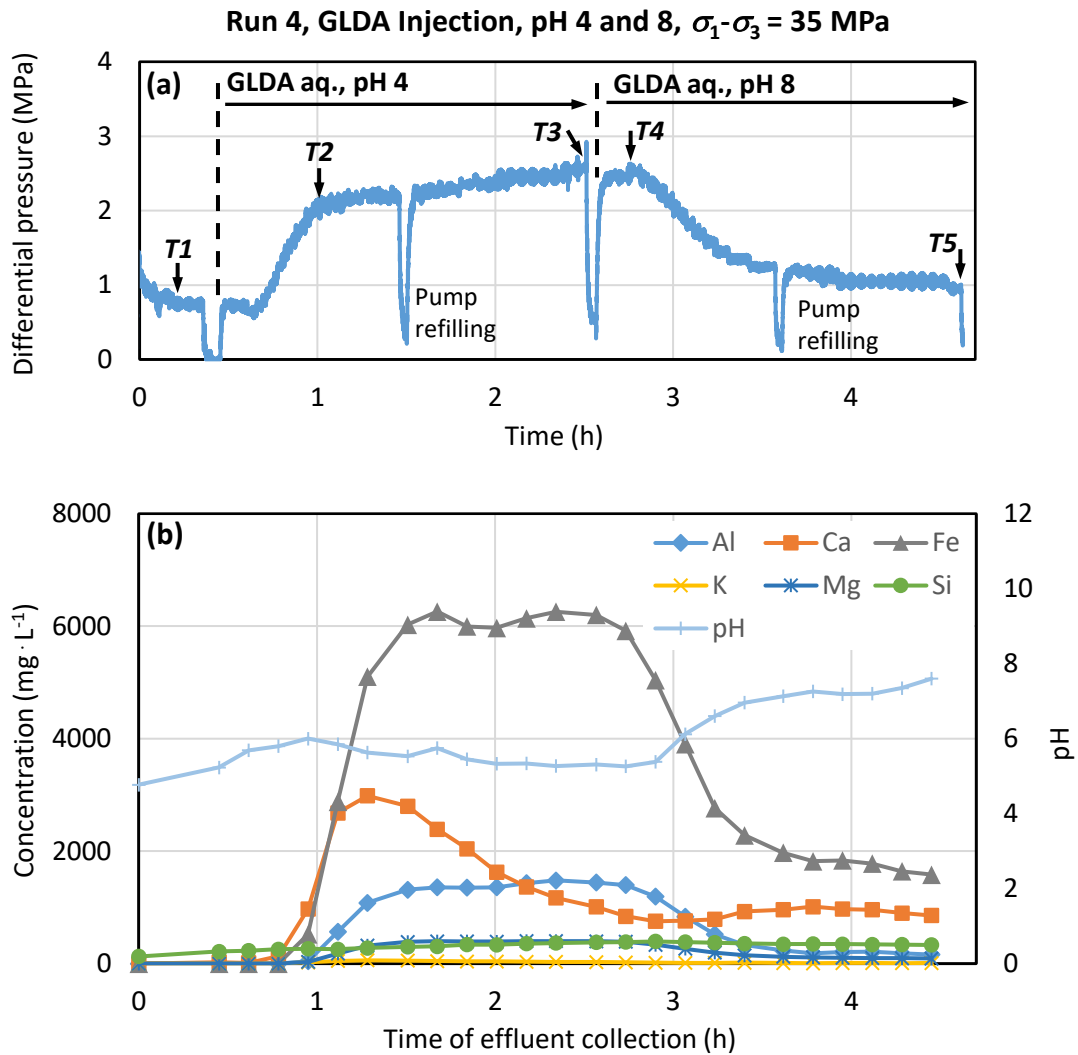 Run 4, GLDA Injection, pH 4 and 8, σ1-σ3 = 35 MPa
(a)
GLDA aq., pH 4
GLDA aq., pH 8
T1
T2
T3
T4
T5
Pump
refilling
Pump
refilling
Differential pressure (MPa)
4
3
2
1
0
0 1 2 3 4
Time (h)
(b)
Al Ca Fe
K Mg Si
pH
Concentration (mg · L⁻¹)
8000
6000
4000
2000
0
12
10
8
6
4
2
0
pH
0 1 2 3 4
Time of effluent collection (h)